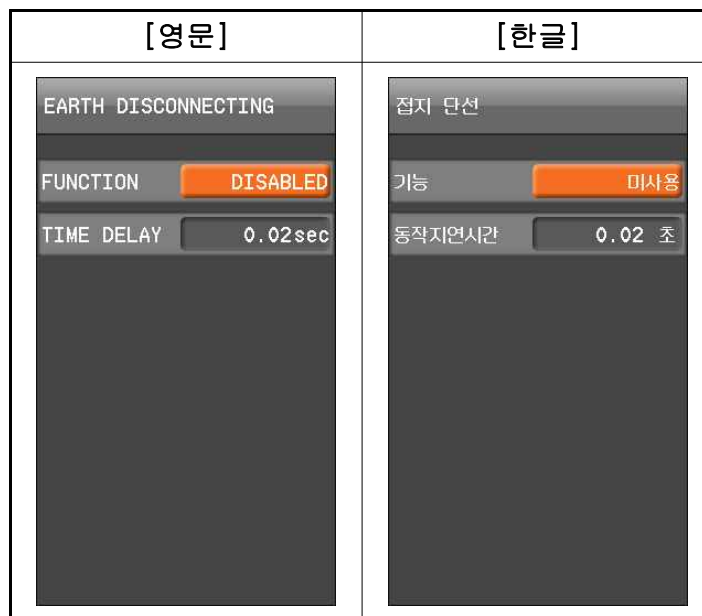 [영문]
[한글]
EARTH DISCONNECTING
FUNCTION DISABLED
TIME DELAY 0.02sec
접지 단선
기능 미사용
동작지연시간 0.02 초